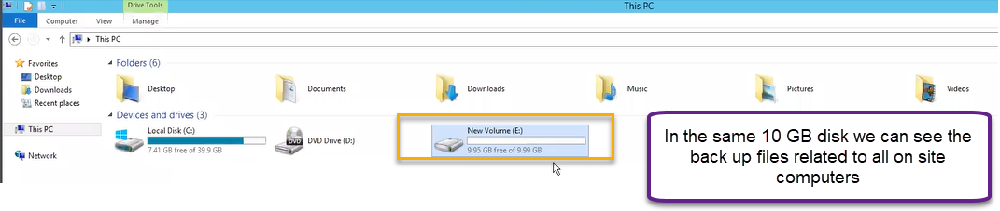 Drive Tools
This PC
File
Computer
View
Manage
This PC
Favorites
Desktop
Downloads
Recent places
This PC
Network
Folders (6)
Desktop
Documents
Downloads
Music
Pictures
Videos
Devices and drives (3)
Local Disk (C:)
7.41 GB free of 39.9 GB
DVD
DVD Drive (D:)
New Volume (E:)
9.95 GB free of 9.99 GB
In the same 10 GB disk we can see the
back up files related to all on site
computers